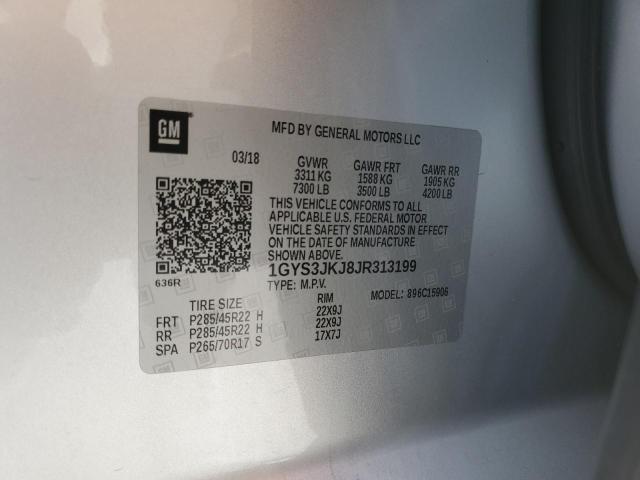 GM
MFD BY GENERAL MOTORS LLC
03/18 GVWR GAWR FRT GAWR RR
3311 KG 1588 KG 1905 KG
7300 LB 3500 LB 4200 LB
THIS VEHICLE CONFORMS TO ALL
APPLICABLE U.S. FEDERAL MOTOR
VEHICLE SAFETY STANDARDS IN EFFECT
ON THE DATE OF MANUFACTURE
SHOWN ABOVE.
1GYS3JKJ8JR313199
636R
TYPE: M.P.V. MODEL: 896C15906
TIRE SIZE RIM
FRT P285/45R22 H 22X9J
RR P285/45R22 H 22X9J
SPA P265/70R17 S 17X7J